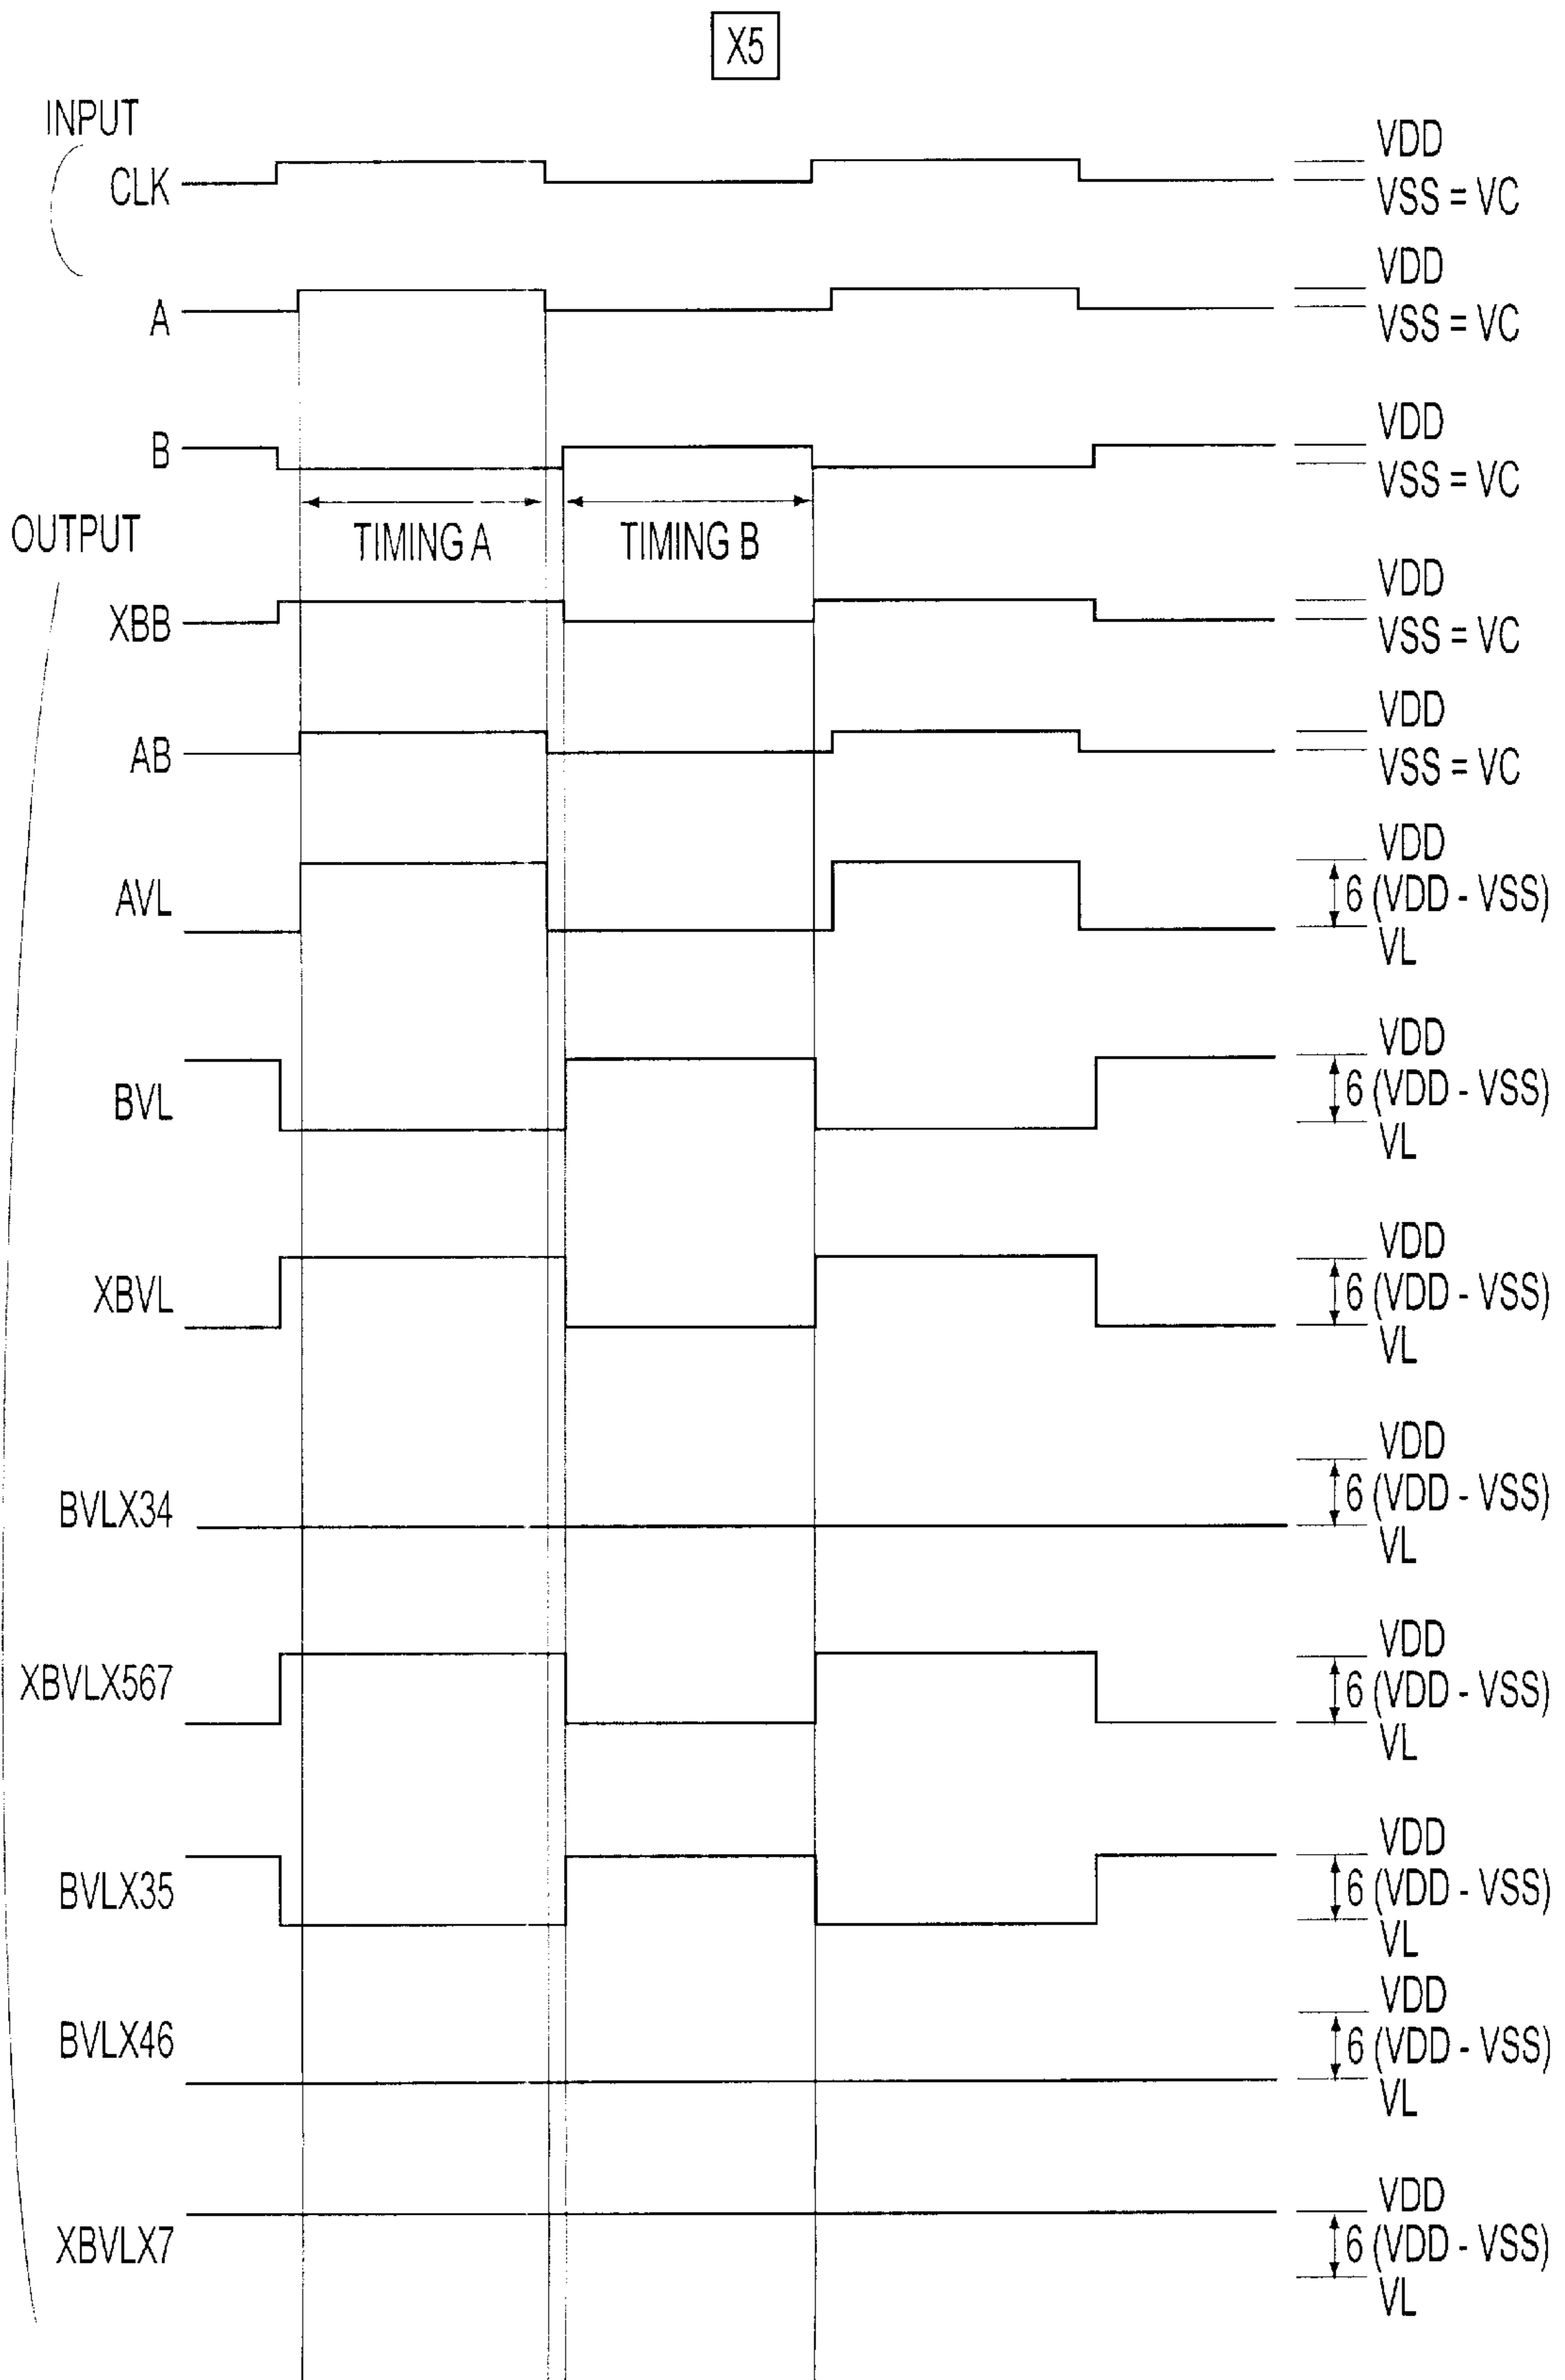 X5
INPUT
CLK
VDD
VSS = VC
A
VDD
VSS = VC
B
VDD
VSS = VC
TIMING A
TIMING B
OUTPUT
XBB
VDD
VSS = VC
AB
VDD
VSS = VC
AVL
VDD
6 (VDD - VSS)
VL
BVL
VDD
6 (VDD - VSS)
VL
XBVL
VDD
6 (VDD - VSS)
VL
BVLX34
VDD
6 (VDD - VSS)
VL
XBVLX567
VDD
6 (VDD - VSS)
VL
BVLX35
VDD
6 (VDD - VSS)
VL
BVLX46
VDD
6 (VDD - VSS)
VL
XBVLX7
VDD
6 (VDD - VSS)
VL